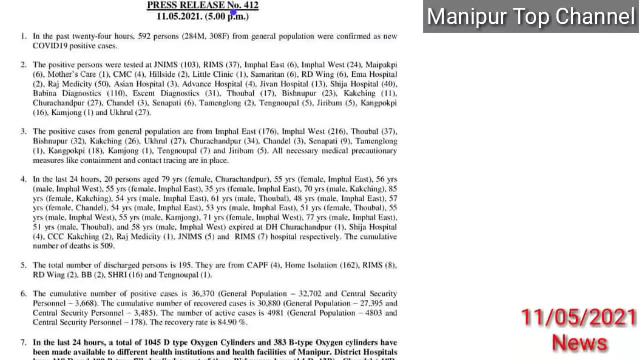 PRESS RELEASE No. 412
11.05.2021. (5.00 p.m.)
Manipur Top Channel
1. In the past twenty-four hours, 592 persons (284M, 308F) from general population were confirmed as new
COVID19 positive cases.
2. The positive persons were tested at JNIMS (103), RIMS (37), Imphal East (6), Imphal West (24), Maipakpi
(6), Mother's Care (1), CMC (4), Hillside (2), Little Clinic (1), Samaritan (6), RD Wing (6), Ema Hospital
(2), Raj Medicity (50), Asian Hospital (3), Advance Hospital (4), Jivan Hospital (13), Shija Hospital (40),
Babina Diagnostics (110), Escent Diagnostics (31), Thoubal (17), Bishnupur (23), Kakching (11),
Churachandpur (27), Chandel (3), Senapati (6), Tamenglong (2), Tengnoupal (5), Jiribam (5), Kangpokpi
(16), Kamjong (1) and Ukhrul (27).
3. The positive cases from general population are from Imphal East (176), Imphal West (216), Thoubal (37),
Bishnupur (32), Kakching (26), Ukhrul (27), Churachandpur (34), Chandel (3), Senapati (9), Tamenglong
(1), Kangpokpi (18), Kamjong (1), Tengnoupal (7) and Jiribam (5). All necessary medical precautionary
measures like containment and contact tracing are in place.
4. In the last 24 hours, 20 persons aged 79 yrs (female, Churachandpur), 55 yrs (female, Imphal East), 56 yrs
(male, Imphal West), 55 yrs (female, Imphal East), 35 yrs (female, Imphal East), 70 yrs (male, Kakching), 85
yrs (female, Kakching), 54 yrs (male, Imphal East), 61 yrs (male, Thoubal), 48 yrs (male, Imphal East), 57
yrs (female, Chandel), 54 yrs (male, Imphal East), 53 yrs (male, Imphal East), 51 yrs (female, Thoubal), 55
yrs (male, Imphal West), 55 yrs (male, Kamjong), 71 yrs (female, Imphal West), 77 yrs (male, Imphal East),
51 yrs (male, Thoubal), and 58 yrs (male, Imphal West) expired at DH Churachandpur (1), Shija Hospital
(4), CCC Kakching (2), Raj Medicity (1), JNIMS (5) and RIMS (7) hospital respectively. The cumulative
number of deaths is 509.
5. The total number of discharged persons is 195. They are from CAPF (4), Home Isolation (162), RIMS (8),
RD Wing (2), BB (2), SHRI (16) and Tengnoupal (1).
6. The cumulative number of positive cases is 36,370 (General Population – 32,702 and Central Security
Personnel – 3,668). The cumulative number of recovered cases is 30,880 (General Population – 27,395 and
Central Security Personnel – 3,485). The number of active cases is 4981 (General Population – 4803 and
Central Security Personnel – 178). The recovery rate is 84.90 %.
7. In the last 24 hours, a total of 1045 D type Oxygen Cylinders and 383 B-type Oxygen cylinders have
been made available to different health institutions and health facilities of Manipur. District Hospitals
11/05/2021
News